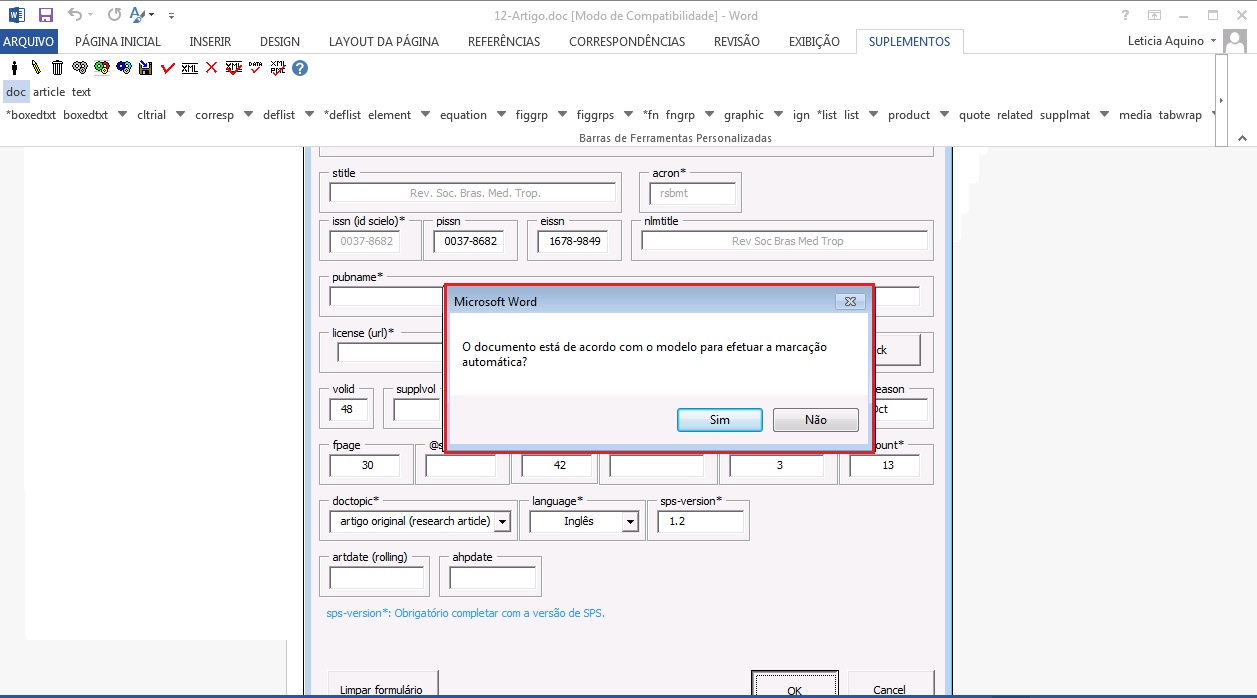 12-Artigo.doc [Modo de Compatibilidade] - Word
ARQUIVO PÁGINA INICIAL INSERIR DESIGN LAYOUT DA PÁGINA REFERÊNCIAS CORRESPONDÊNCIAS REVISÃO EXIBIÇÃO SUPLEMENTOS Leticia Aquino
XML XML DATA XML PMC ?
doc article text
*boxedtxt boxedtxt cltrial corresp deflist *deflist element equation figgrp figgrps *fn fngrp graphic ign *list list product quote related supplmat media tabwrap
Barras de Ferramentas Personalizadas
stitle acron*
Rev. Soc. Bras. Med. Trop. rsbmt
issn (id scielo)* pissn eissn nlmtitle
0037-8682 0037-8682 1678-9849 Rev Soc Bras Med Trop
pubname*
Microsoft Word
license (url)*
O documento está de acordo com o modelo para efetuar a marcação
automática?
ck
volid supplvol eason
48 Oct
Sim Não
fpage @s ount*
30 42 3 13
doctopic* language* sps-version*
artigo original (research article) Inglês 1.2
artdate (rolling) ahpdate
sps-version*: Obrigatório completar com a versão de SPS.
Limpar formulário OK Cancel